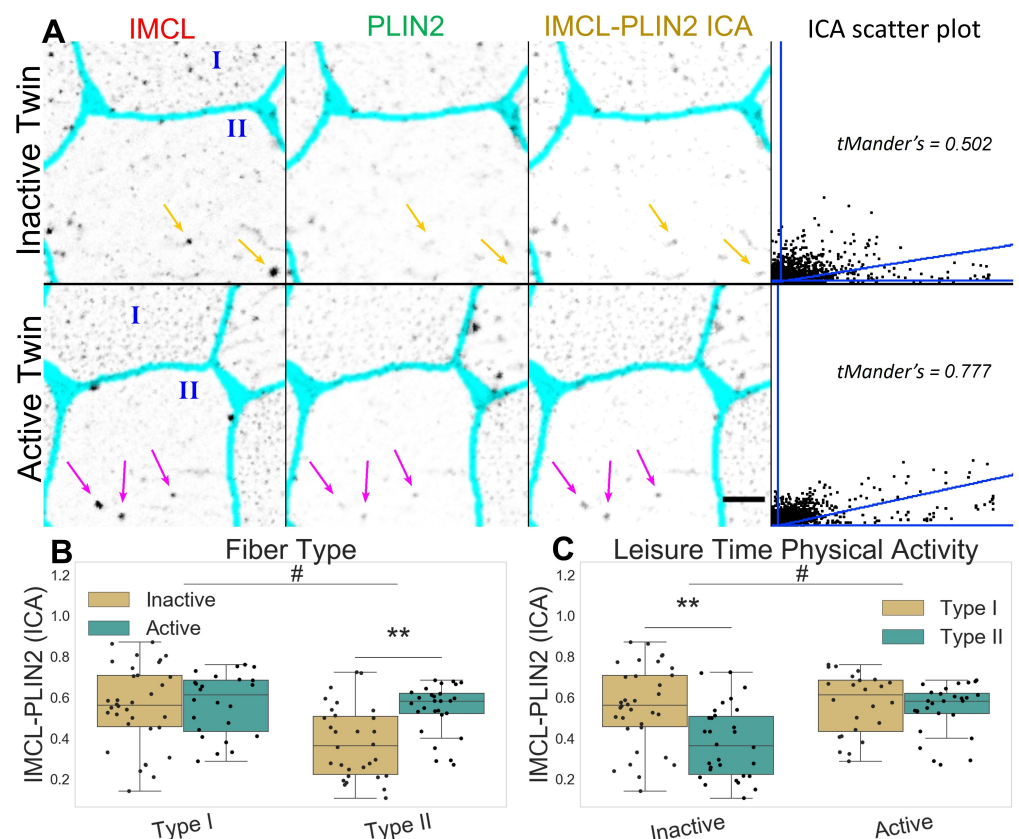 A
IMCL
PLIN2
IMCL-PLIN2 ICA
ICA scatter plot
Inactive Twin
I
II
tMander's = 0.502
Active Twin
I
II
tMander's = 0.777
B
Fiber Type
IMCL-PLIN2 (ICA)
1.2
1.0
0.8
0.6
0.4
0.2
#
Inactive
Active
**
Type I
Type II
C
Leisure Time Physical Activity
IMCL-PLIN2 (ICA)
1.2
1.0
0.8
0.6
0.4
0.2
#
**
Type I
Type II
Inactive
Active